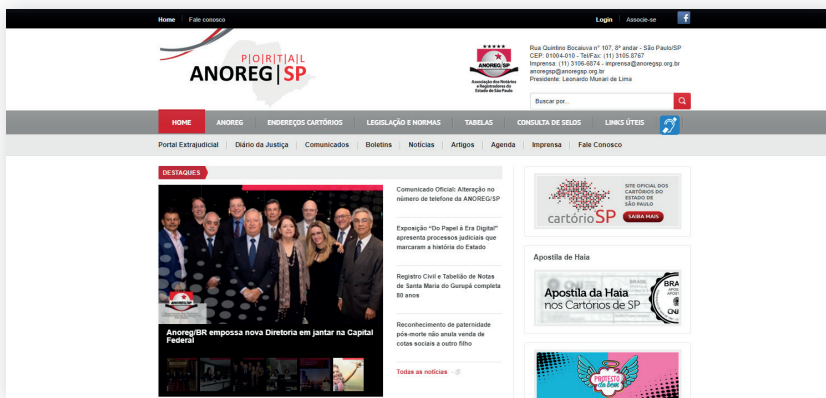 Home
Fale conosco
Login
Associe-se
P|O|R|T|A|L
ANOREG|SP
ANOREG/SP
Associação dos Notários
e Registradores do
Estado de São Paulo
Rua Quintino Bocaiuva nº 107, 8º andar - São Paulo/SP
CEP: 01004-010 - Tel/Fax: (11) 3105.8767
Imprensa: (11) 3106-6874 - imprensa@anoregsp.org.br
anoregsp@anoregsp.org.br
Presidente: Leonardo Munari de Lima
Buscar por...
HOME
ANOREG
ENDEREÇOS CARTÓRIOS
LEGISLAÇÃO E NORMAS
TABELAS
CONSULTA DE SELOS
LINKS ÚTEIS
Portal Extrajudicial
Diário da Justiça
Comunicados
Boletins
Notícias
Artigos
Agenda
Imprensa
Fale Conosco
DESTAQUES
Anoreg/BR empossa nova Diretoria em jantar na Capital
Federal
Comunicado Oficial: Alteração no
número de telefone da ANOREG/SP
Exposição "Do Papel à Era Digital"
apresenta processos judiciais que
marcaram a história do Estado
Registro Civil e Tabelião de Notas
de Santa Maria do Gurupá completa
80 anos
Reconhecimento de paternidade
pós-morte não anula venda de
cotas sociais a outro filho
Todas as notícias
cartórioSP
SITE OFICIAL DOS
CARTÓRIOS DO
ESTADO DE
SÃO PAULO
SAIBA MAIS
Apostila de Haia
Apostila da Haia
nos Cartórios de SP
BRA
CNJ
PROTESTO
do bem